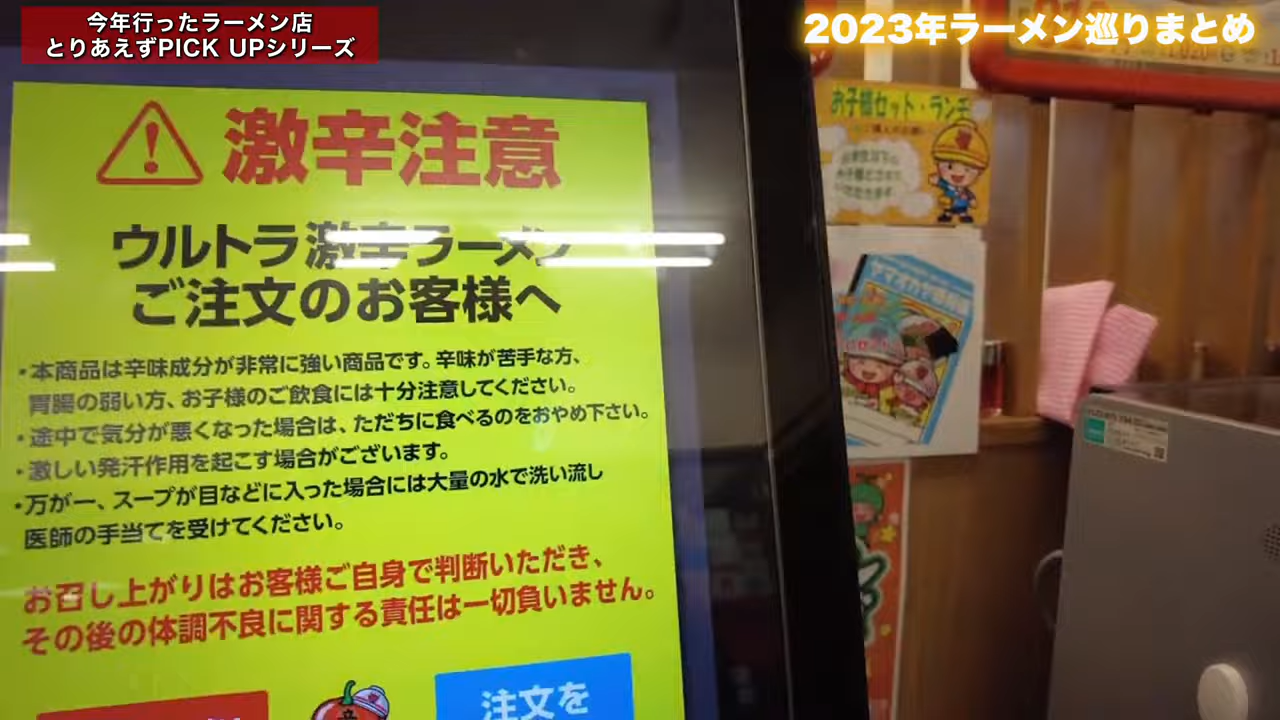 今年行ったラーメン店
とりあえずPICK UPシリーズ
2023年ラーメン巡りまとめ
激辛注意
ウルトラ激辛ラーメン
ご注文のお客様へ
・本商品は辛味成分が非常に強い商品です。辛味が苦手な方、
胃腸の弱い方、お子様のご飲食には十分注意してください。
・途中で気分が悪くなった場合は、ただちに食べるのをおやめ下さい。
・激しい発汗作用を起こす場合がございます。
・万が一、スープが目などに入った場合には大量の水で洗い流し
医師の手当てを受けてください。
お召し上がりはお客様ご自身で判断いただき、
その後の体調不良に関する責任は一切負いません。
注文を
お子様セット・ランチ